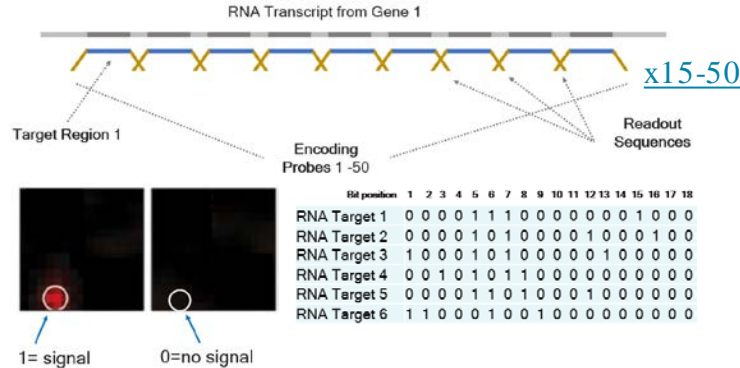 RNA Transcript from Gene 1
x15-50
Target Region 1
Encoding
Probes 1 -50
Readout
Sequences
Bit position 1 2 3 4 5 6 7 8 9 10 11 12 13 14 15 16 17 18
RNA Target 1 0 0 0 0 1 1 1 0 0 0 0 0 0 0 1 0 0 0
RNA Target 2 0 0 0 0 1 0 1 0 0 0 0 1 0 0 0 1 0 0
RNA Target 3 1 0 0 0 1 0 1 0 0 0 0 0 1 0 0 0 0 0
RNA Target 4 0 0 1 0 1 0 1 1 0 0 0 0 0 0 0 0 0 0
RNA Target 5 0 0 0 0 1 1 0 1 0 0 0 1 0 0 0 0 0 0
RNA Target 6 1 1 0 0 0 1 0 0 1 0 0 0 0 0 0 0 0 0
1= signal
0=no signal